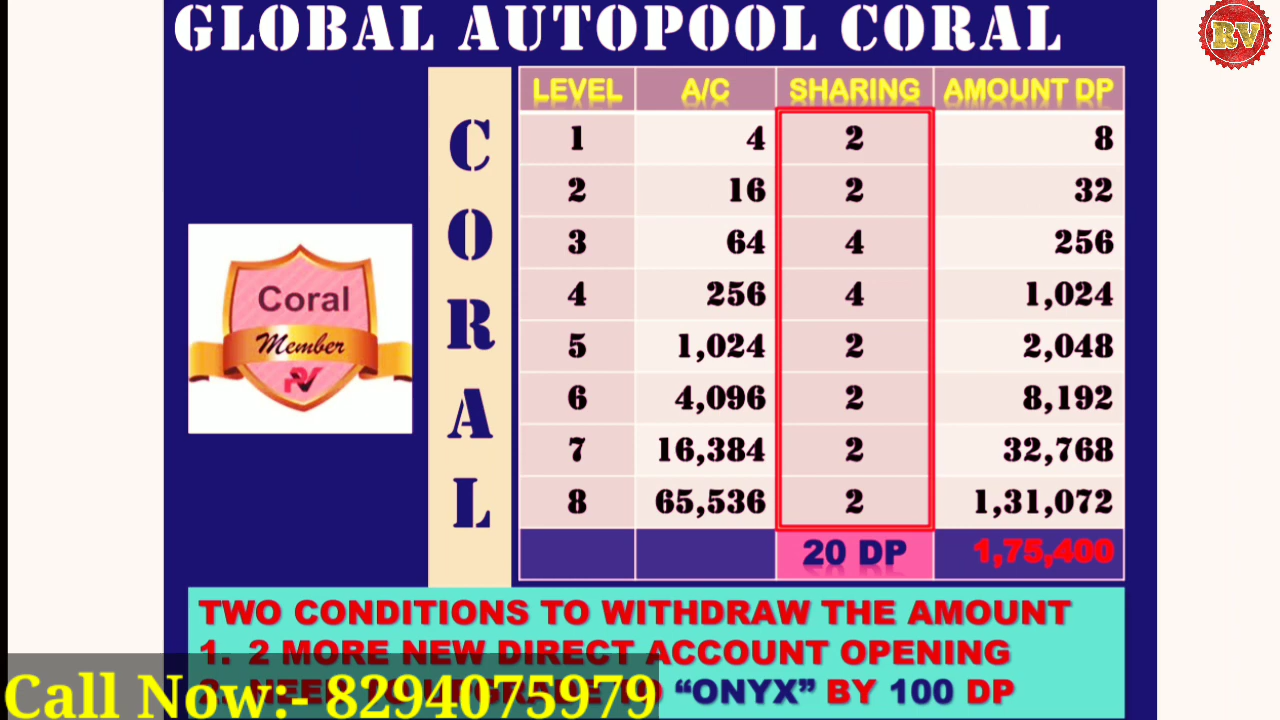 GLOBAL AUTOPOOL CORAL
RV
LEVEL A/C SHARING AMOUNT DP
1 4 2 8
2 16 2 32
3 64 4 256
4 256 4 1,024
5 1,024 2 2,048
6 4,096 2 8,192
7 16,384 2 32,768
8 65,536 2 1,31,072
20 DP 1,75,400
CORAL
Coral
Member
RV
TWO CONDITIONS TO WITHDRAW THE AMOUNT
1. 2 MORE NEW DIRECT ACCOUNT OPENING
“ONYX” BY 100 DP
Call Now:- 8294075979